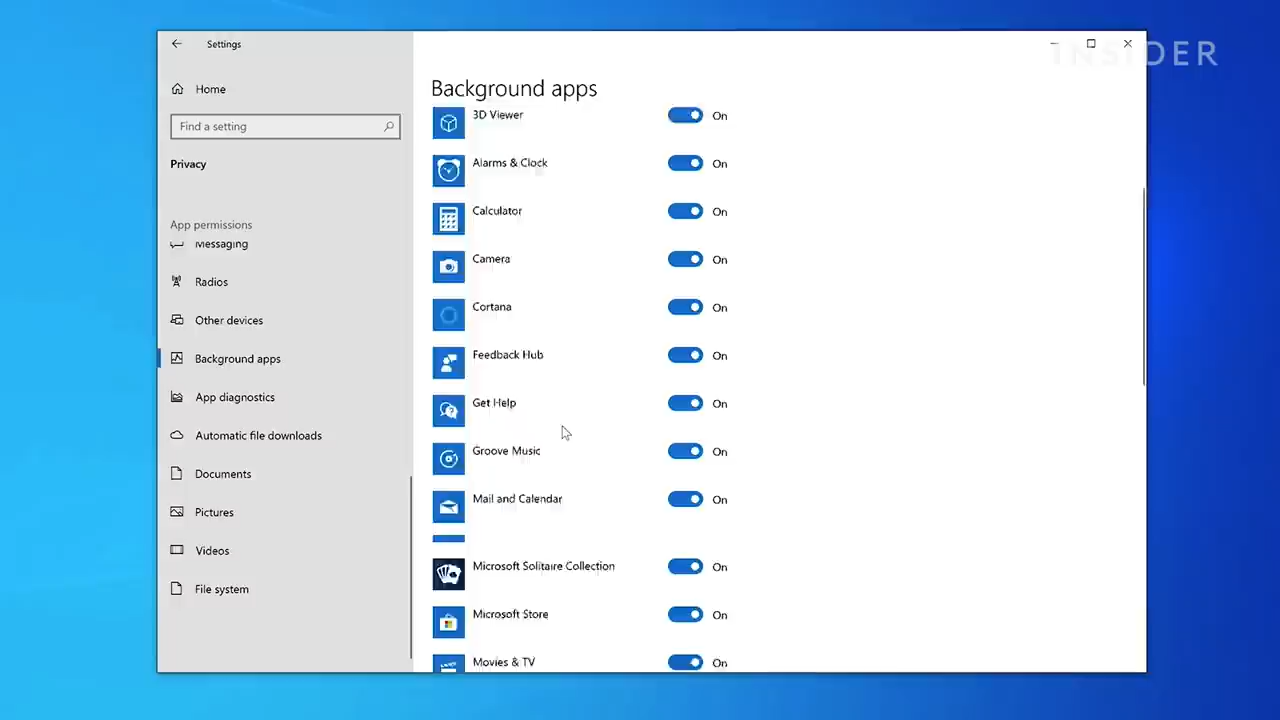 Settings
INSIDER
Home
Find a setting
Privacy
App permissions
Messaging
Radios
Other devices
Background apps
App diagnostics
Automatic file downloads
Documents
Pictures
Videos
File system
Background apps
3D Viewer On
Alarms & Clock On
Calculator On
Camera On
Cortana On
Feedback Hub On
Get Help On
Groove Music On
Mail and Calendar On
Microsoft Solitaire Collection On
Microsoft Store On
Movies & TV On